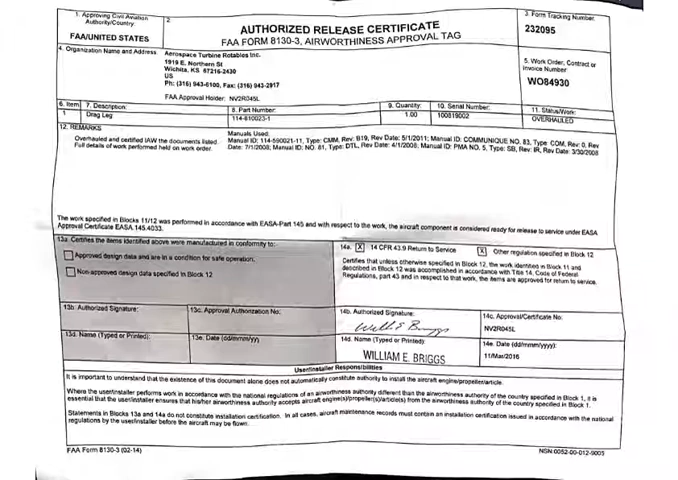 1. Approving Civil Aviation Authority/Country:
FAA/UNITED STATES
2.
AUTHORIZED RELEASE CERTIFICATE
FAA FORM 8130-3, AIRWORTHINESS APPROVAL TAG
3. Form Tracking Number:
232095
4. Organization Name and Address
Aerospace Turbine Rotables Inc.
1919 E. Northern St
Wichita, KS 67216-2430
US
Ph: (316) 943-6100, Fax: (316) 943-2917
FAA Approval Holder: NV2R045L
5. Work Order, Contract or Invoice Number
WO84930
6. Item
7. Description:
8. Part Number:
9. Quantity:
10. Serial Number:
11. Status/Work:
1
Drag Leg
114-810023-1
1.00
100819002
OVERHAULED
12. REMARKS
Overhauled and certified IAW the documents listed.
Full details of work performed held on work order.
Manuals Used:
Manual ID: 114-590021-11, Type: CMM, Rev: B19, Rev Date: 5/1/2011; Manual ID: COMMUNIQUE NO. 83, Type: COM, Rev: 0, Rev
Date: 7/1/2008; Manual ID: NO. 81, Type: DTL, Rev Date: 4/1/2008; Manual ID: PMA NO. 5, Type: SB, Rev: IR, Rev Date: 3/30/2008
The work specified in Blocks 11/12 was performed in accordance with EASA-Part 145 and with respect to the work, the aircraft component is considered ready for release to service under EASA
Approval Certificate EASA.145.4033.
13a. Certifies the items identified above were manufactured in conformity to:
Approved design data and are in a condition for safe operation.
Non-approved design data specified in Block 12
14a. X 14 CFR 43.9 Return to Service
X Other regulation specified in Block 12
Certifies that unless otherwise specified in Block 12, the work identified in Block 11 and
described in Block 12 was accomplished in accordance with Title 14, Code of Federal
Regulations, part 43 and in respect to that work, the items are approved for return to service.
13b. Authorized Signature:
13c. Approval/Authorization No:
14b. Authorized Signature:
Will E Briggs
14c. Approval/Certificate No:
NV2R045L
13d. Name (Typed or Printed):
13e. Date (dd/mmm/yy)
14d. Name (Typed or Printed):
WILLIAM E. BRIGGS
14e. Date (dd/mmm/yyyy):
11/Mar/2016
User/Installer Responsibilities
It is important to understand that the existence of this document alone does not automatically constitute authority to install the aircraft engine/propeller/article.
Where the user/installer performs work in accordance with the national regulations of an airworthiness authority different than the airworthiness authority of the country specified in Block 1, it is
essential that the user/installer ensures that his/her airworthiness authority accepts aircraft engine(s)/propeller(s)/article(s) from the airworthiness authority of the country specified in Block 1.
Statements in Blocks 13a and 14a do not constitute installation certification. In all cases, aircraft maintenance records must contain an installation certification issued in accordance with the national
regulations by the user/installer before the aircraft may be flown.
FAA Form 8130-3 (02-14)
NSN:0052-00-012-9005